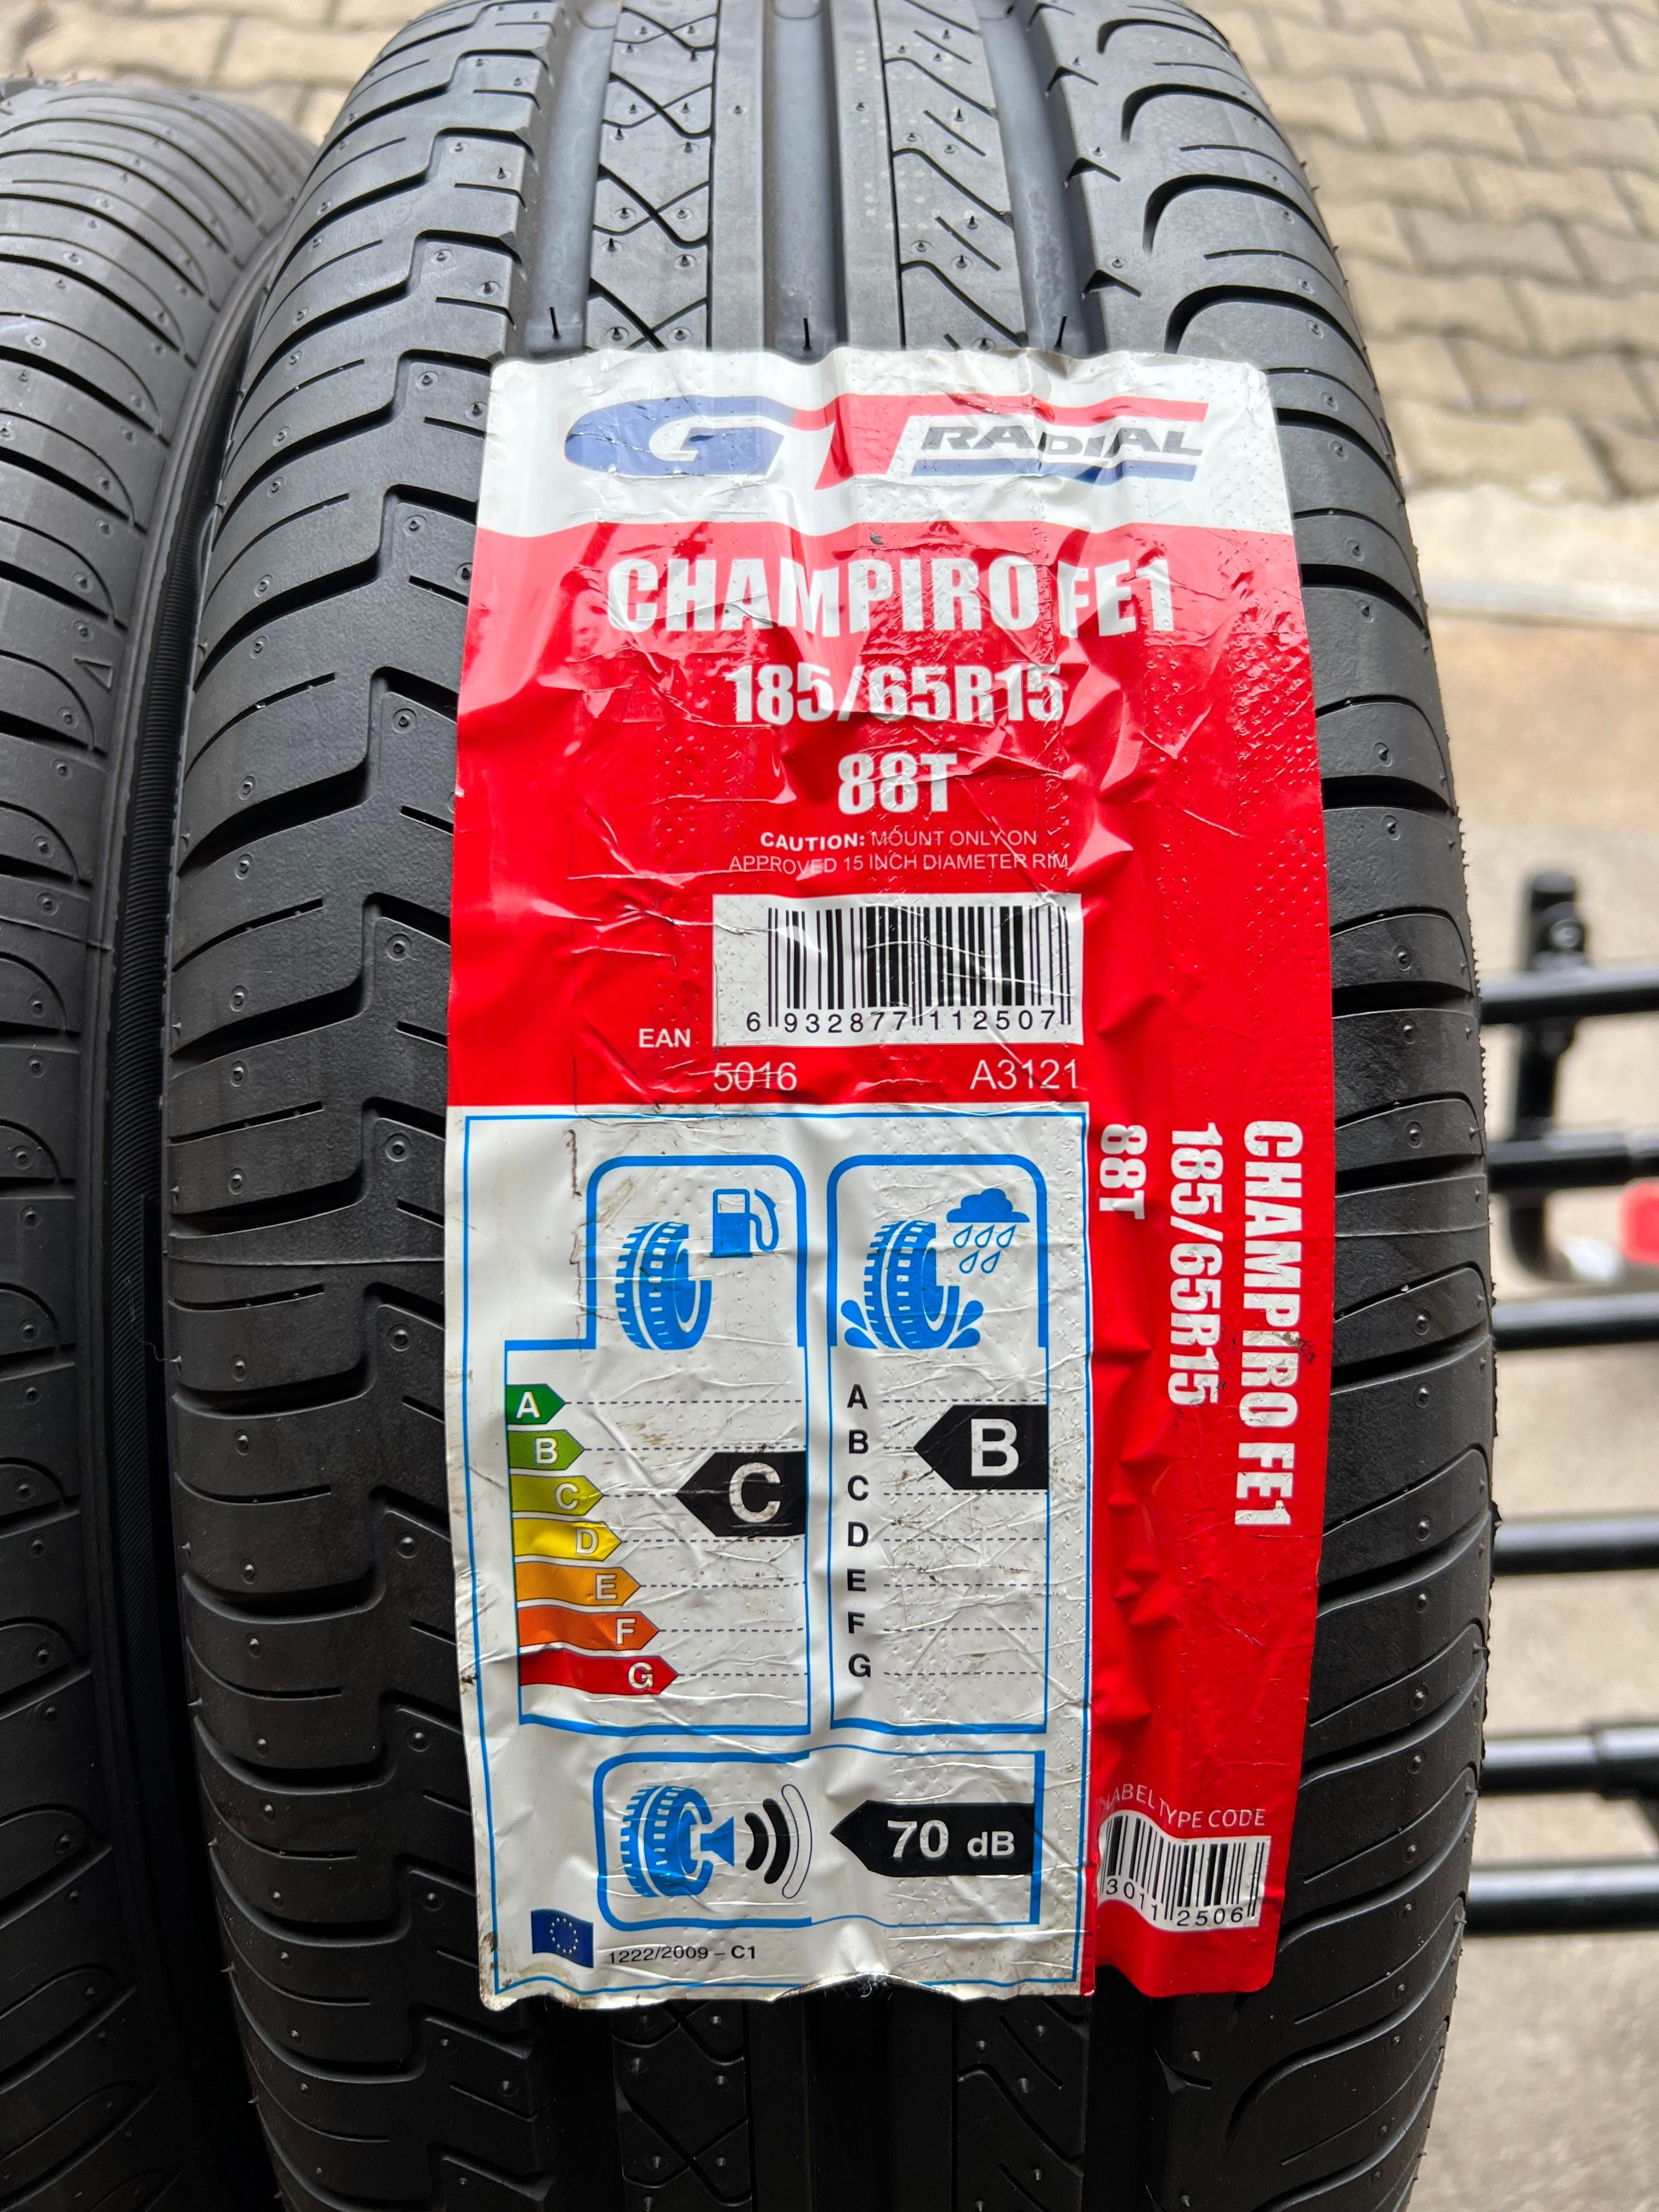 GT RADIAL
CHAMPIRO FE1
185/65R15
88T
CAUTION: MOUNT ONLY ON
APPROVED 15 INCH DIAMETER RIM
6 932877 112507
EAN
5016 A3121
A
B
C
D
E
F
G
C
A
B
C
D
E
F
G
B
70 dB
1222/2009 – C1
CHAMPIRO FE1
185/65R15
88T
LABEL TYPE CODE
3011 2506